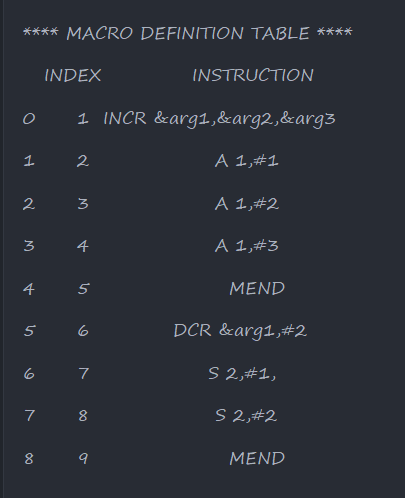 **** MACRO DEFINITION TABLE ****
INDEX INSTRUCTION
0 1 INCR &arg1,&arg2,&arg3
1 2 A 1,#1
2 3 A 1,#2
3 4 A 1,#3
4 5 MEND
5 6 DCR &arg1,#2
6 7 S 2,#1,
7 8 S 2,#2
8 9 MEND